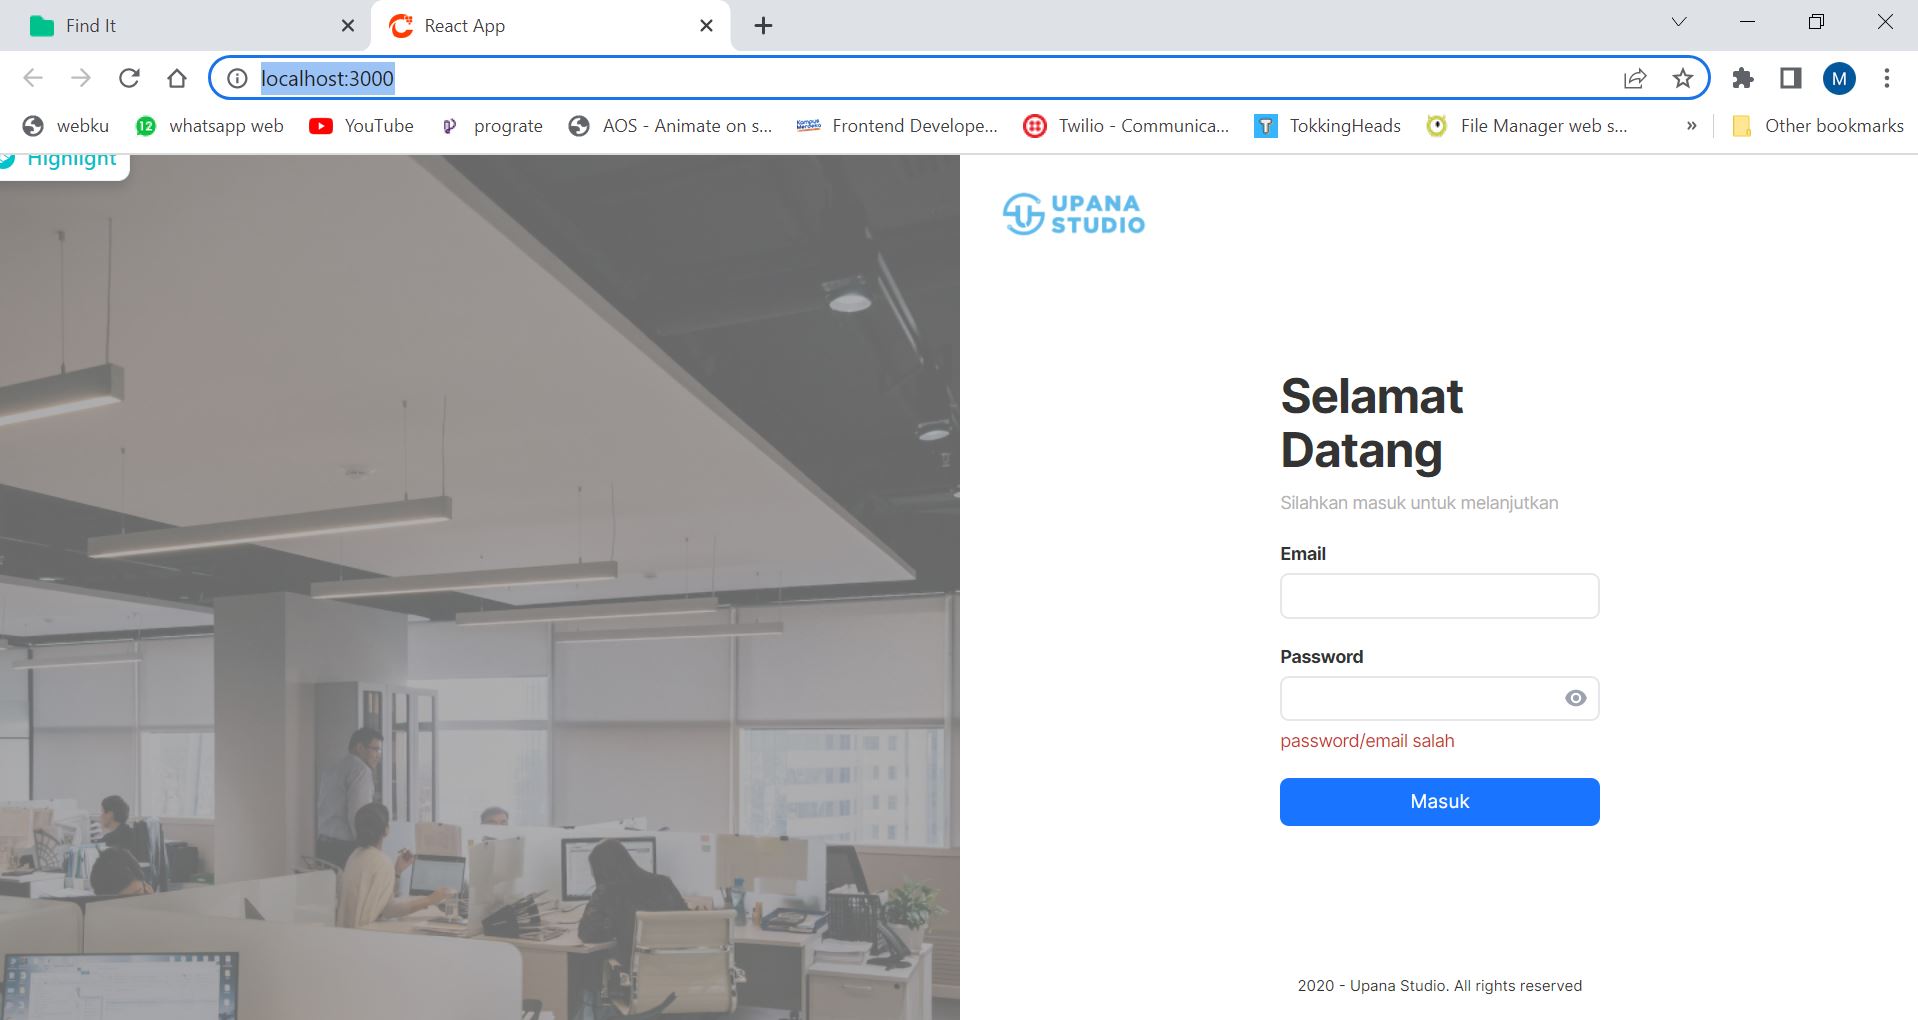 Find It
React App
localhost:3000
M
webku
12
whatsapp web
YouTube
prograte
AOS - Animate on s...
Kampus Merdeka
Frontend Develope...
Twilio - Communica...
T
TokkingHeads
File Manager web s...
»
Other bookmarks
Highlight
UPANA
STUDIO
Selamat
Datang
Silahkan masuk untuk melanjutkan
Email
Password
password/email salah
Masuk
2020 - Upana Studio. All rights reserved